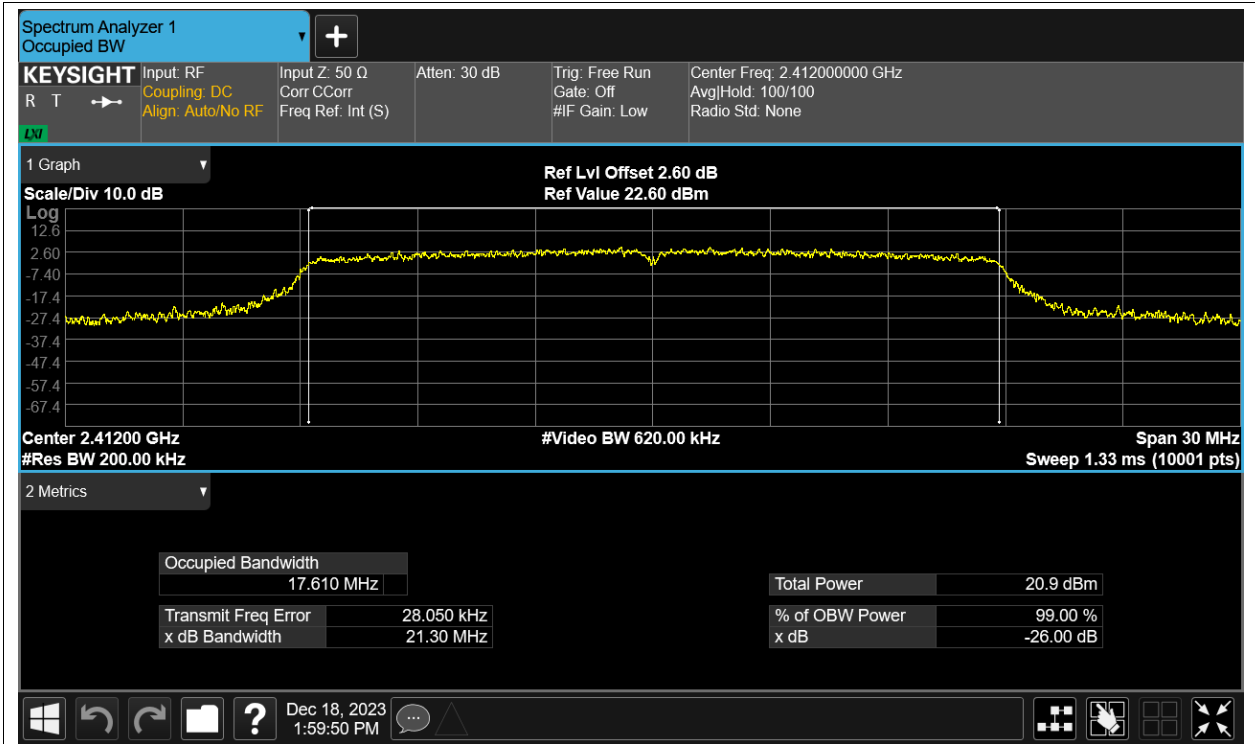 Spectrum Analyzer 1
Occupied BW
KEYSIGHT
R T
LXI
Input: RF
Coupling: DC
Align: Auto/No RF
Input Z: 50 Ω
Corr CCorr
Freq Ref: Int (S)
Atten: 30 dB
Trig: Free Run
Gate: Off
#IF Gain: Low
Center Freq: 2.412000000 GHz
Avg|Hold: 100/100
Radio Std: None
1 Graph
Ref Lvl Offset 2.60 dB
Scale/Div 10.0 dB
Ref Value 22.60 dBm
Log
12.6
2.60
-7.40
-17.4
-27.4
-37.4
-47.4
-57.4
-67.4
Center 2.41200 GHz
#Video BW 620.00 kHz
Span 30 MHz
#Res BW 200.00 kHz
Sweep 1.33 ms (10001 pts)
2 Metrics
Occupied Bandwidth
17.610 MHz
Total Power 20.9 dBm
Transmit Freq Error 28.050 kHz
% of OBW Power 99.00 %
x dB Bandwidth 21.30 MHz
x dB -26.00 dB
?
Dec 18, 2023
1:59:50 PM